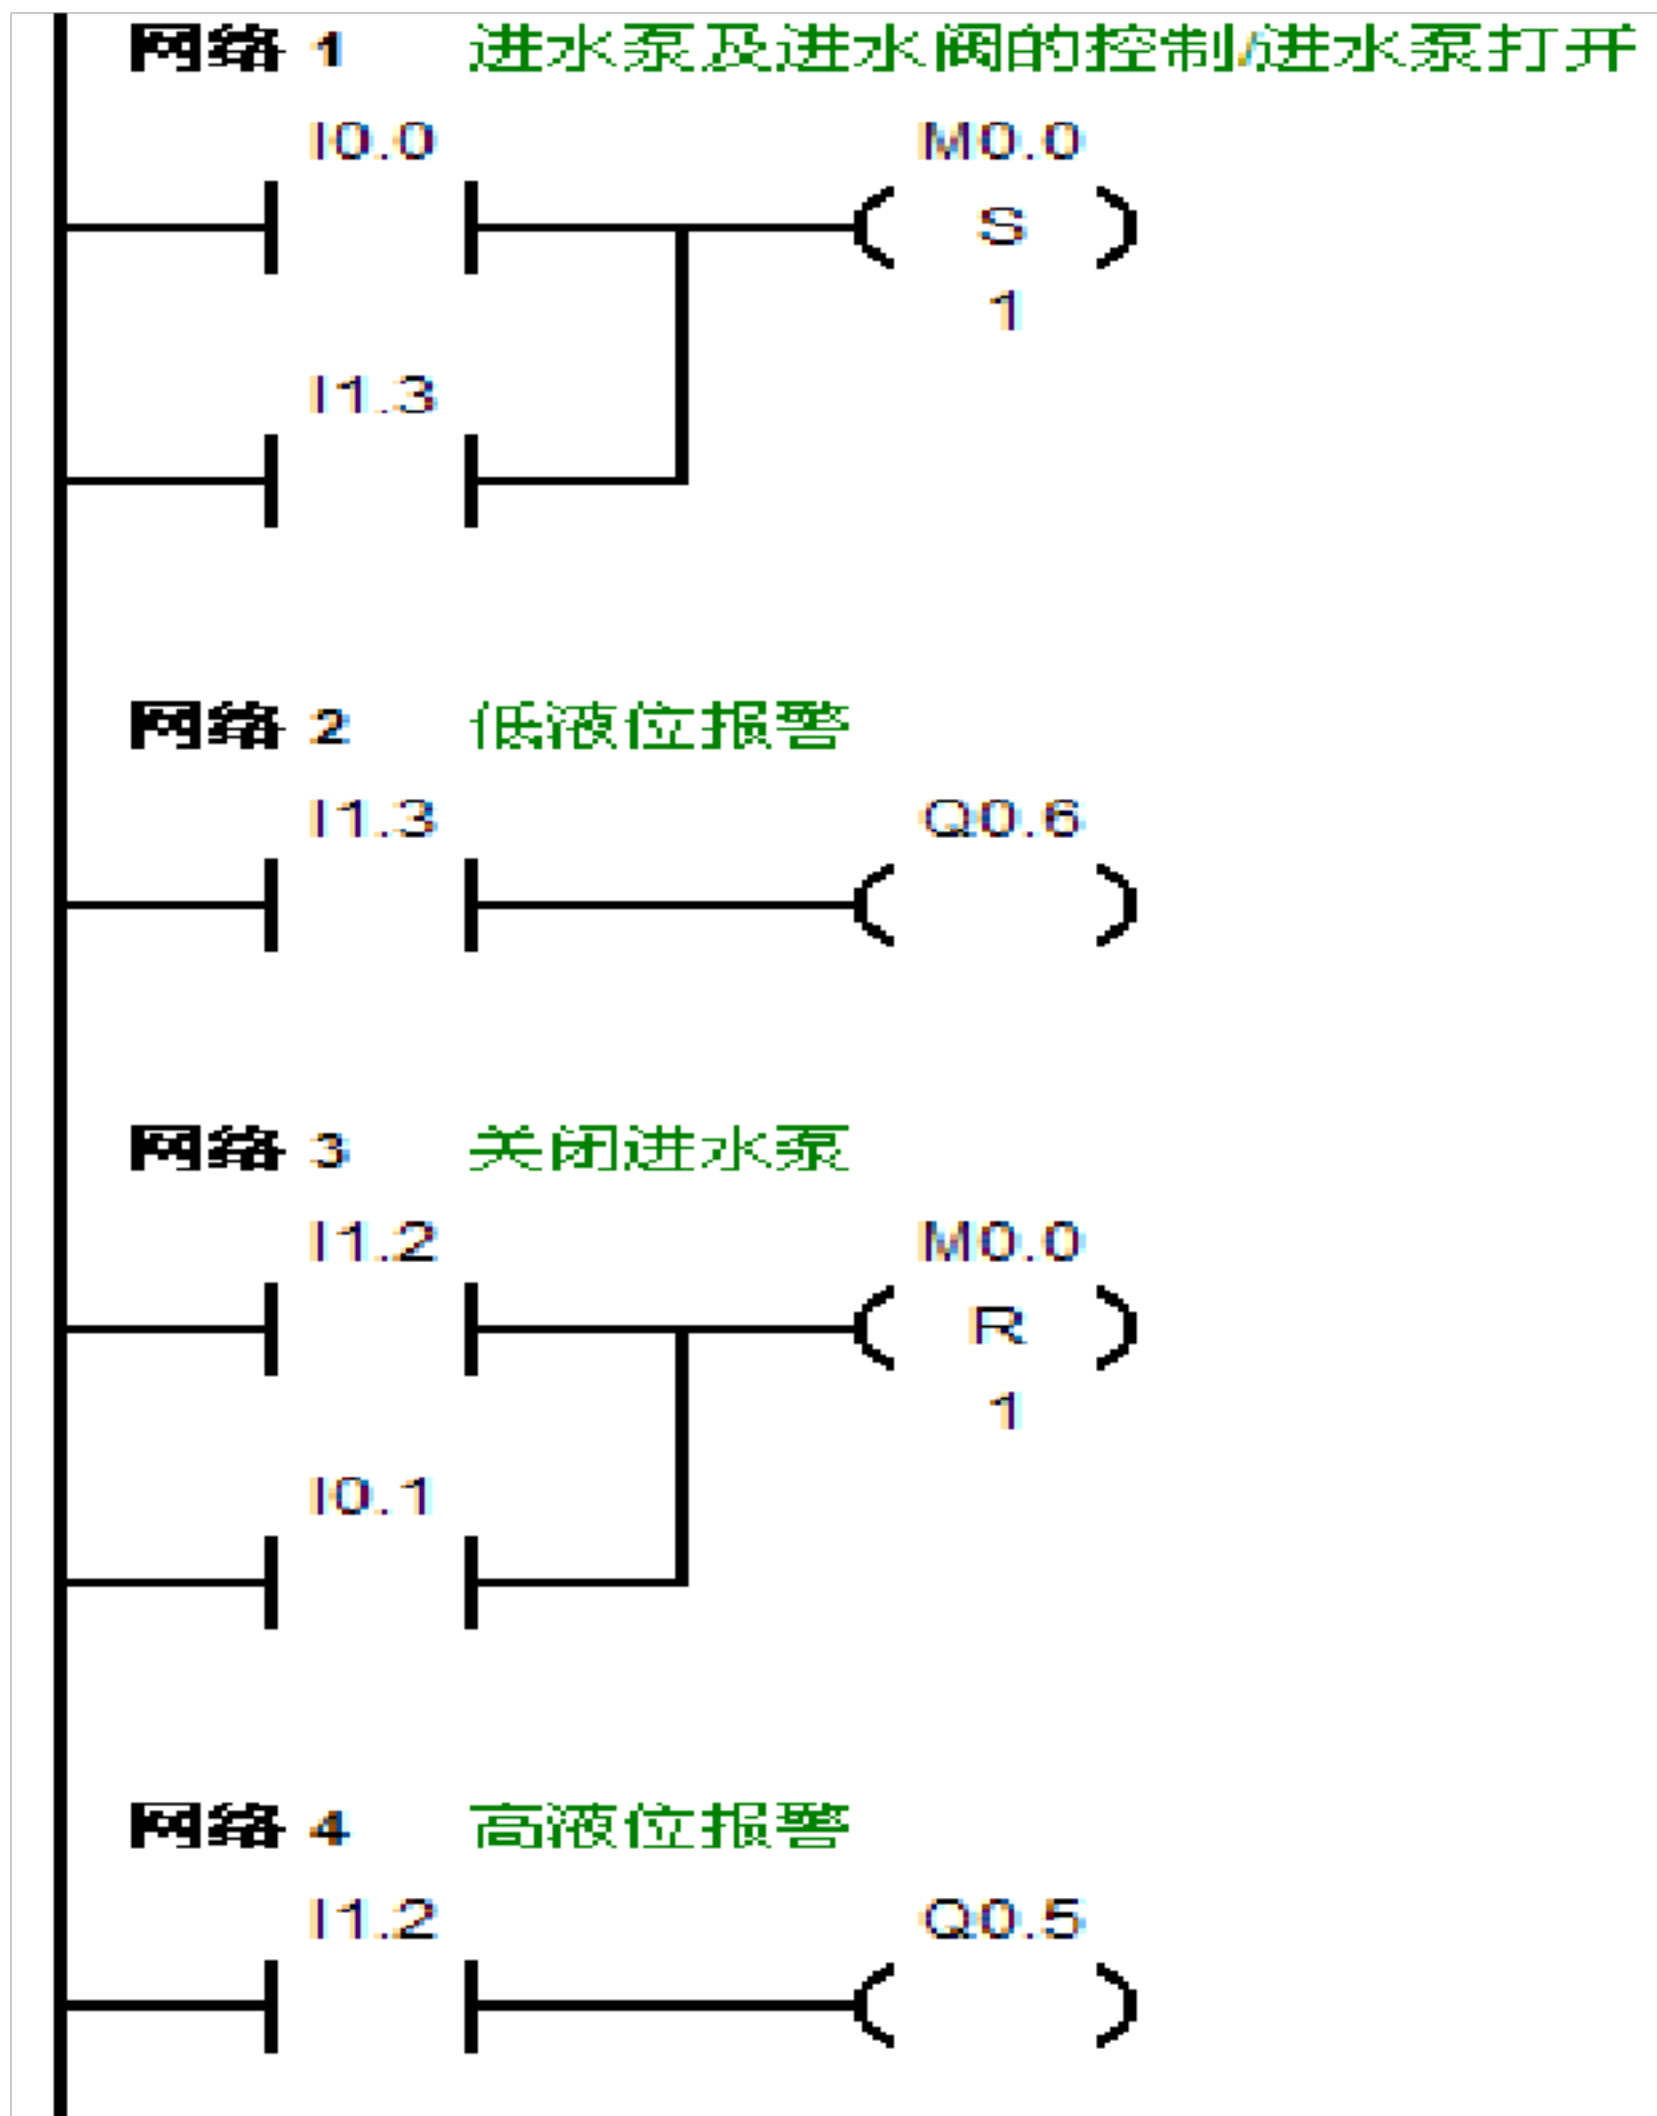 网络 1 进水泵及进水阀的控制/进水泵打开
I0.0 M0.0
S
1
I1.3
网络 2 低液位报警
I1.3 Q0.6
网络 3 关闭进水泵
I1.2 M0.0
R
1
I0.1
网络 4 高液位报警
I1.2 Q0.5